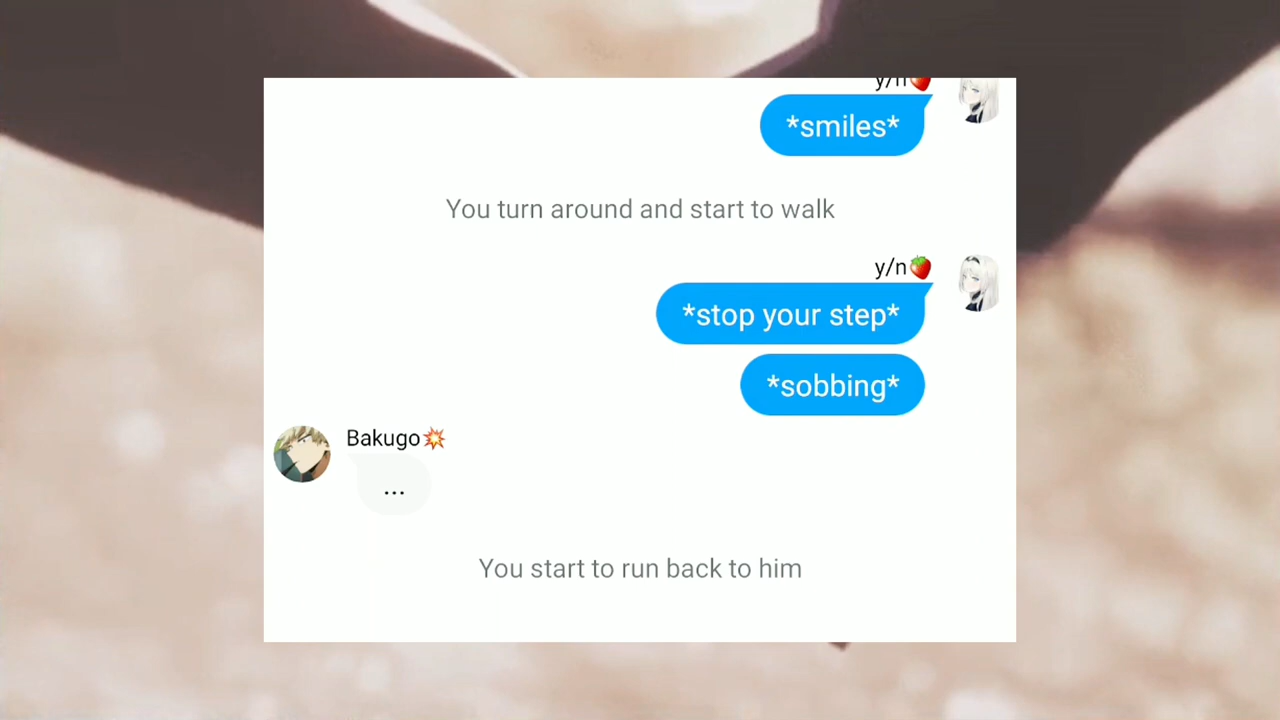 y/n🍓
*smiles*
You turn around and start to walk
y/n🍓
*stop your step*
*sobbing*
Bakugo💥
...
You start to run back to him